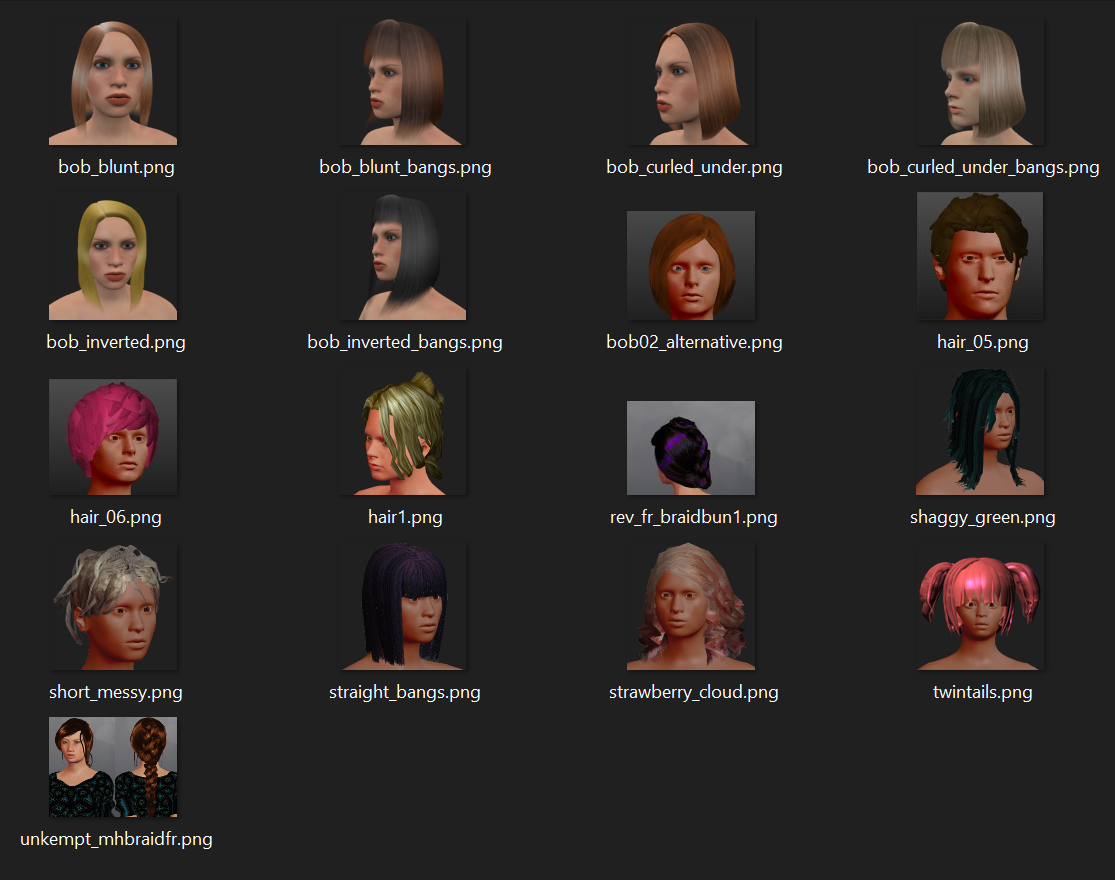 bob_blunt.png
bob_blunt_bangs.png
bob_curled_under.png
bob_curled_under_bangs.png
bob_inverted.png
bob_inverted_bangs.png
bob02_alternative.png
hair_05.png
hair_06.png
hair1.png
rev_fr_braidbun1.png
shaggy_green.png
short_messy.png
straight_bangs.png
strawberry_cloud.png
twintails.png
unkempt_mhbraidfr.png